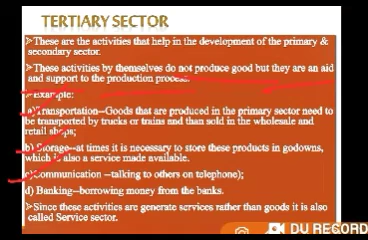 TERTIARY SECTOR
➢These are the activities that help in the development of the primary &
secondary sector.
➢These activities by themselves do not produce good but they are an aid
and support to the production process.
➢Example:
a)Transportation--Goods that are produced in the primary sector need to
be transported by trucks or trains and than sold in the wholesale and
retail shops;
b) Storage--at times it is necessary to store these products in godowns,
which is also a service made available.
c)Communication --talking to others on telephone);
d) Banking--borrowing money from the banks.
➢Since these activities are generate services rather than goods it is also
called Service sector.
DU RECORD